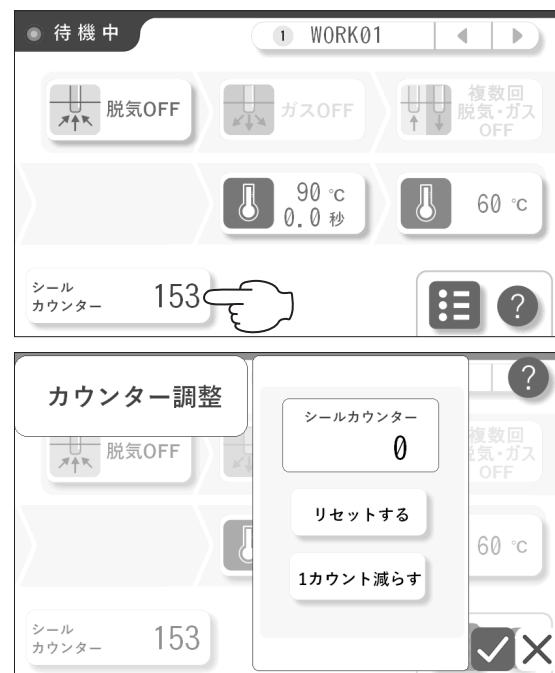 待機中
1 WORK01
脱気OFF
ガスOFF
複数回
脱気・ガス
OFF
90 ℃
0.0 秒
60 ℃
シール
カウンター 153
?
カウンター調整
?
シールカウンター
0
リセットする
1カウント減らす
脱気OFF
複数回
気・ガス
OFF
60 ℃
シール
カウンター 153